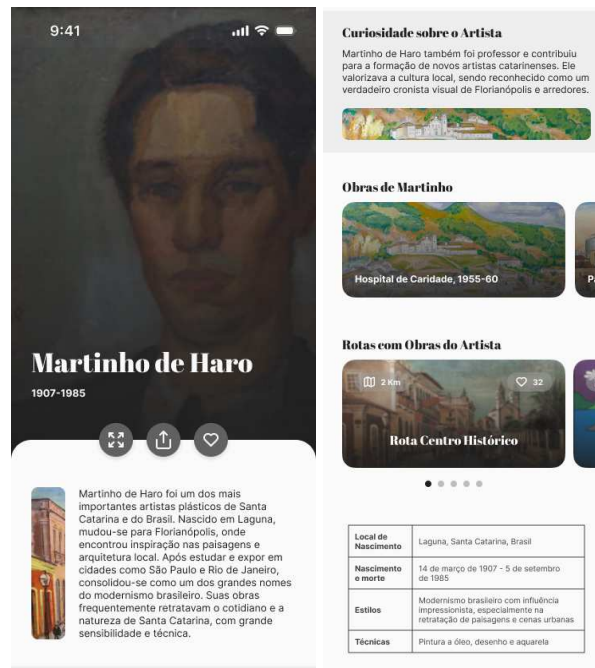 9:41
Martinho de Haro
1907-1985
Martinho de Haro foi um dos mais
importantes artistas plásticos de Santa
Catarina e do Brasil. Nascido em Laguna,
mudou-se para Florianópolis, onde
encontrou inspiração nas paisagens e
arquitetura local. Após estudar e expor em
cidades como São Paulo e Rio de Janeiro,
consolidou-se como um dos grandes nomes
do modernismo brasileiro. Suas obras
frequentemente retratavam o cotidiano e a
natureza de Santa Catarina, com grande
sensibilidade e técnica.
Curiosidade sobre o Artista
Martinho de Haro também foi professor e contribuiu
para a formação de novos artistas catarinenses. Ele
valorizava a cultura local, sendo reconhecido como um
verdadeiro cronista visual de Florianópolis e arredores.
Obras de Martinho
Hospital de Caridade, 1955-60
Rotas com Obras do Artista
2 Km
32
Rota Centro Histórico
Local de
Nascimento
Laguna, Santa Catarina, Brasil
Nascimento
e morte
14 de março de 1907 - 5 de setembro
de 1985
Estilos
Modernismo brasileiro com influência
impressionista, especialmente na
retratação de paisagens e cenas urbanas
Técnicas
Pintura a óleo, desenho e aquarela